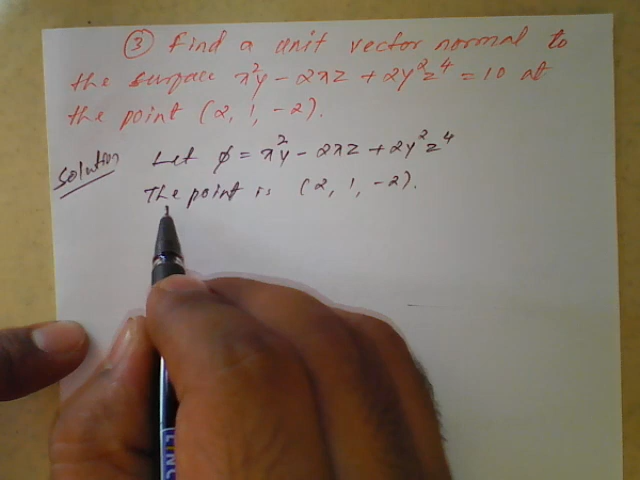 ③ Find a unit vector normal to
the surface x²y - 2xz + 2y²z⁴ = 10 at
the point (2, 1, -2).
Solution Let φ = x²y - 2xz + 2y²z⁴
The point is (2, 1, -2).
LINC